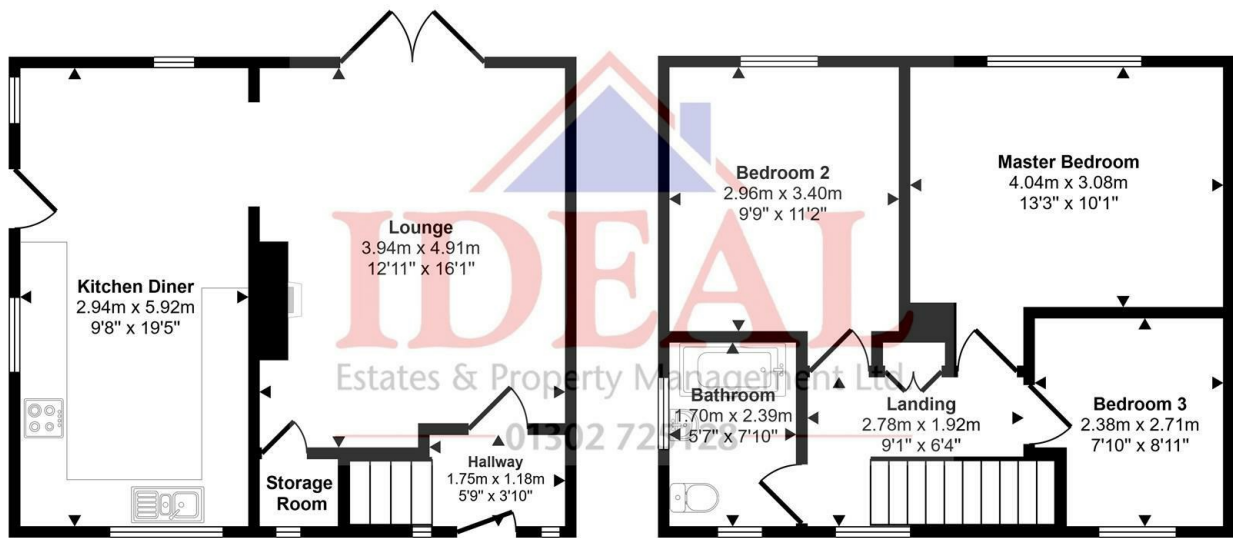 Kitchen Diner
2.94m x 5.92m
9'8" x 19'5"
Lounge
3.94m x 4.91m
12'11" x 16'1"
Storage
Room
Hallway
1.75m x 1.18m
5'9" x 3'10"
Bedroom 2
2.96m x 3.40m
9'9" x 11'2"
Master Bedroom
4.04m x 3.08m
13'3" x 10'1"
Bathroom
1.70m x 2.39m
5'7" x 7'10"
Landing
2.78m x 1.92m
9'1" x 6'4"
Bedroom 3
2.38m x 2.71m
7'10" x 8'11"
IDEAL
Estates & Property Management Ltd
01302